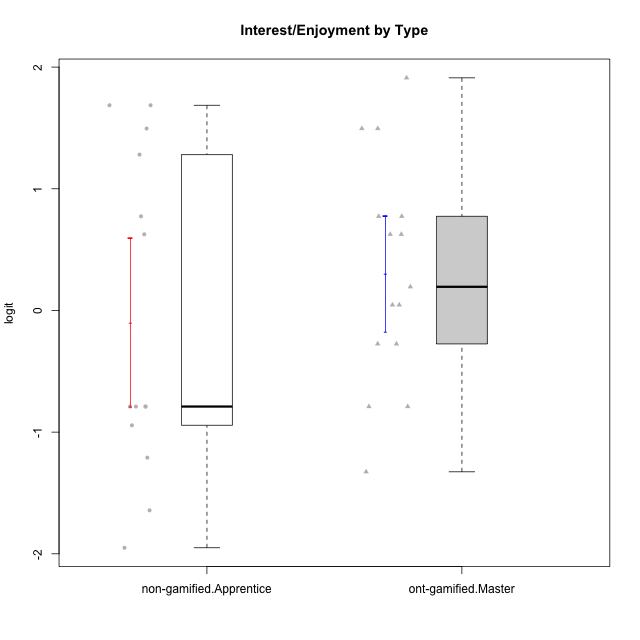 Interest/Enjoyment by Type
2
1
0
-1
-2
logit
non-gamified.Apprentice
ont-gamified.Master